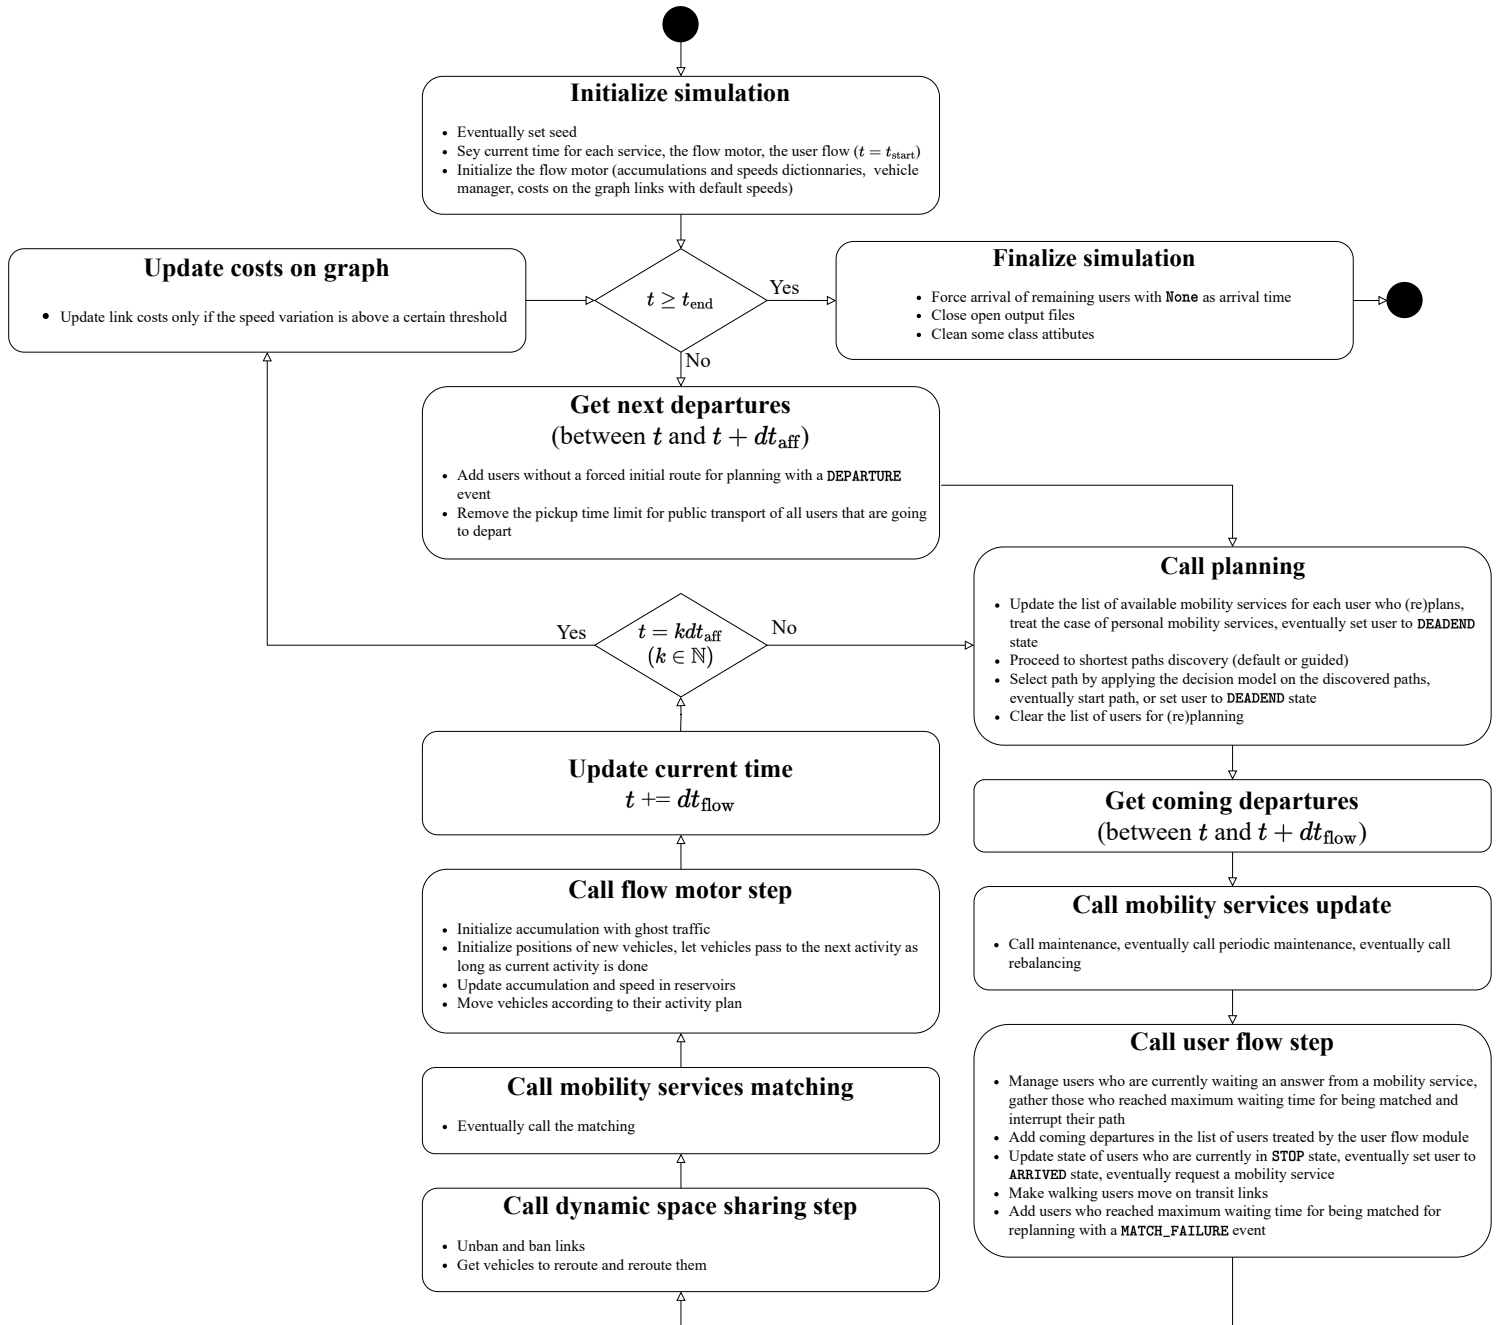 Initialize simulation
• Eventually set seed
• Sey current time for each service, the flow motor, the user flow (t = t_start)
• Initialize the flow motor (accumulations and speeds dictionnaries, vehicle
manager, costs on the graph links with default speeds)
Update costs on graph
• Update link costs only if the speed variation is above a certain threshold
t ≥ t_end
Yes
No
Finalize simulation
• Force arrival of remaining users with None as arrival time
• Close open output files
• Clean some class attibutes
Get next departures
(between t and t + dt_aff)
• Add users without a forced initial route for planning with a DEPARTURE
event
• Remove the pickup time limit for public transport of all users that are going
to depart
Call planning
• Update the list of available mobility services for each user who (re)plans,
treat the case of personal mobility services, eventually set user to DEADEND
state
• Proceed to shortest paths discovery (default or guided)
• Select path by applying the decision model on the discovered paths,
eventually start path, or set user to DEADEND state
• Clear the list of users for (re)planning
Yes
t = kdt_aff
(k ∈ ℕ)
No
Update current time
t += dt_flow
Get coming departures
(between t and t + dt_flow)
Call flow motor step
• Initialize accumulation with ghost traffic
• Initialize positions of new vehicles, let vehicles pass to the next activity as
long as current activity is done
• Update accumulation and speed in reservoirs
• Move vehicles according to their activity plan
Call mobility services update
• Call maintenance, eventually call periodic maintenance, eventually call
rebalancing
Call user flow step
• Manage users who are currently waiting an answer from a mobility service,
gather those who reached maximum waiting time for being matched and
interrupt their path
• Add coming departures in the list of users treated by the user flow module
• Update state of users who are currently in STOP state, eventually set user to
ARRIVED state, eventually request a mobility service
• Make walking users move on transit links
• Add users who reached maximum waiting time for being matched for
replanning with a MATCH_FAILURE event
Call mobility services matching
• Eventually call the matching
Call dynamic space sharing step
• Unban and ban links
• Get vehicles to reroute and reroute them